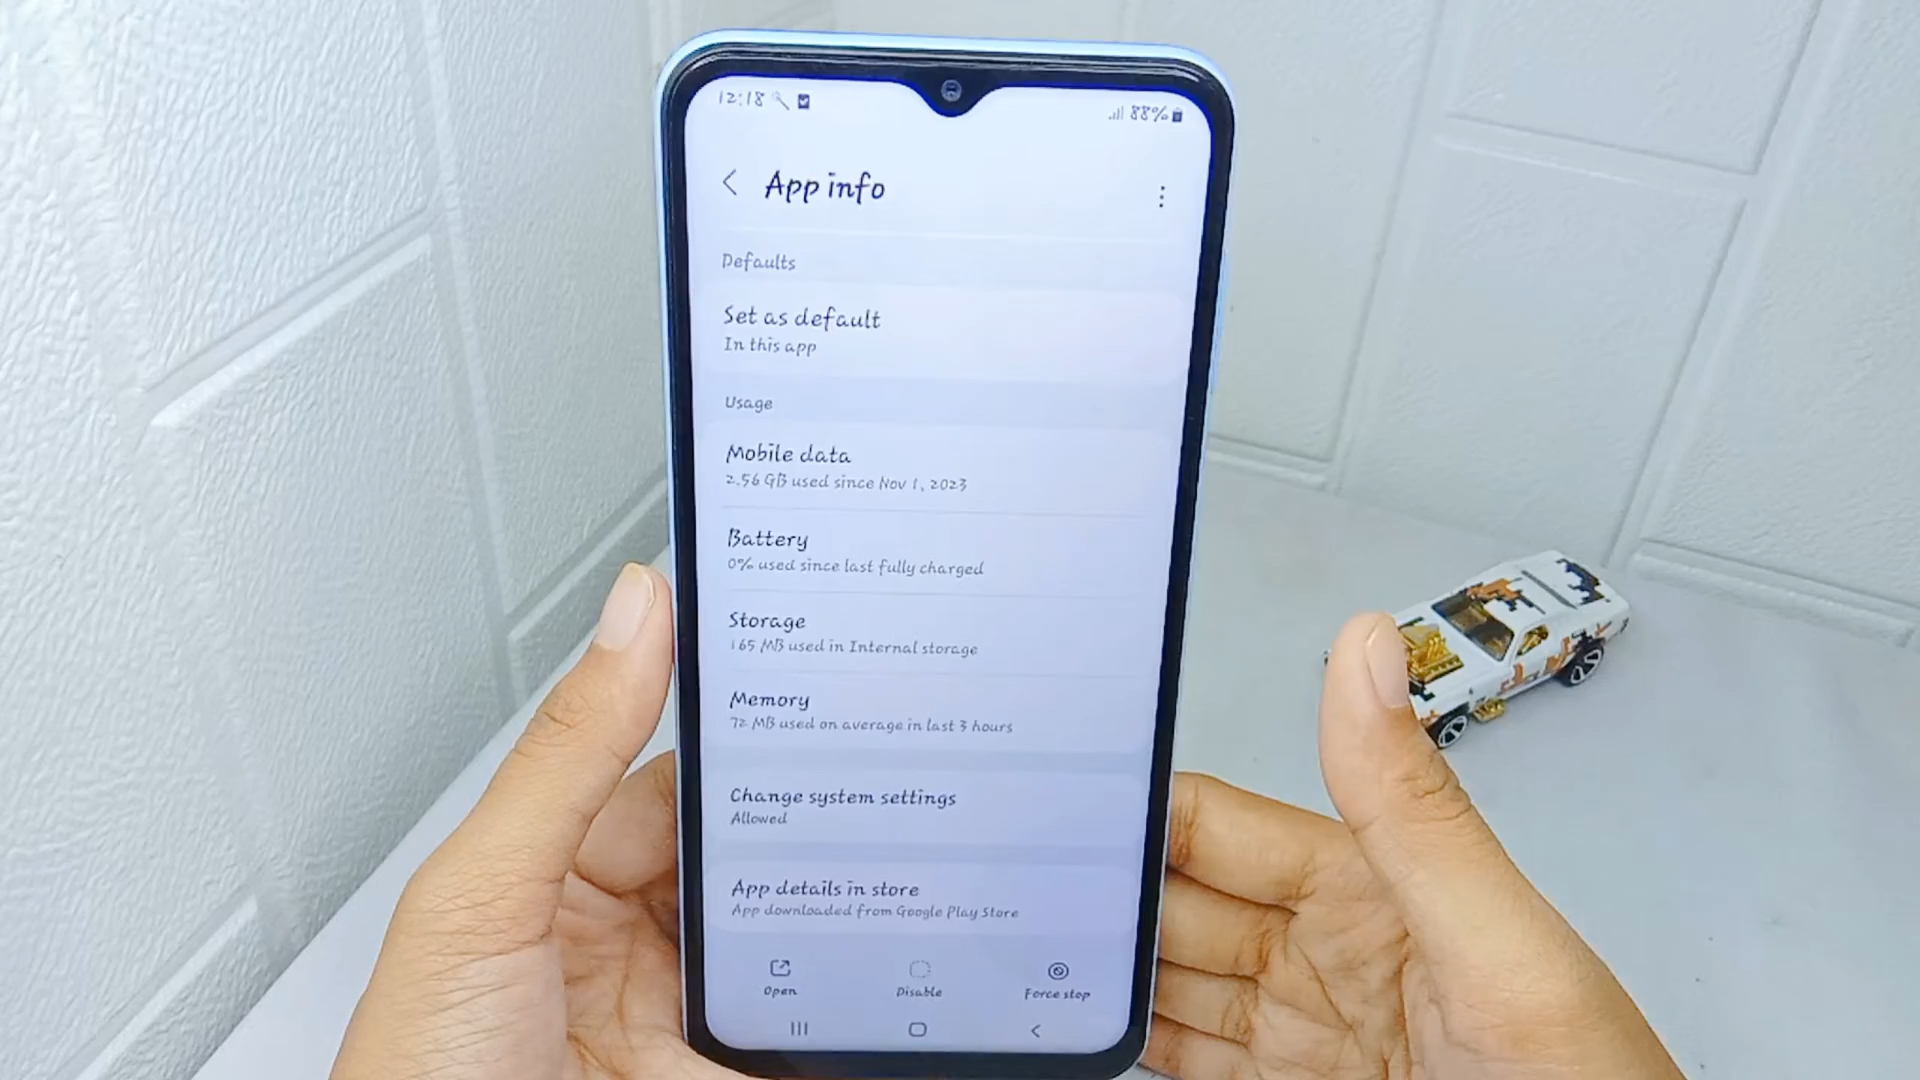 12:18
88%
App info
Defaults
Set as default
In this app
Usage
Mobile data
2.56 GB used since Nov 1, 2023
Battery
0% used since last fully charged
Storage
165 MB used in Internal storage
Memory
72 MB used on average in last 3 hours
Change system settings
Allowed
App details in store
App downloaded from Google Play Store
Open Disable Force stop